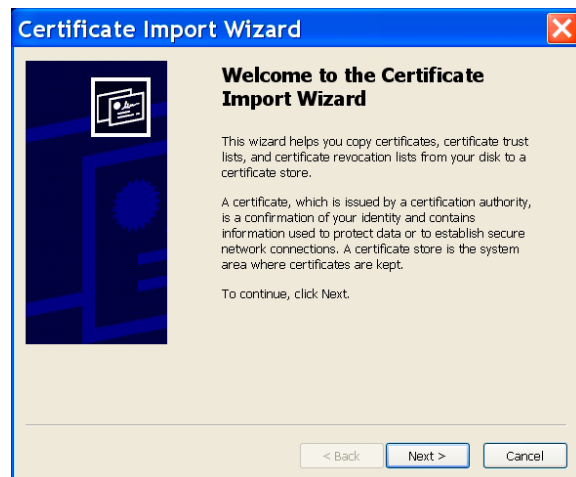 Certificate Import Wizard
Welcome to the Certificate
Import Wizard
This wizard helps you copy certificates, certificate trust
lists, and certificate revocation lists from your disk to a
certificate store.
A certificate, which is issued by a certification authority,
is a confirmation of your identity and contains
information used to protect data or to establish secure
network connections. A certificate store is the system
area where certificates are kept.
To continue, click Next.
< Back
Next >
Cancel